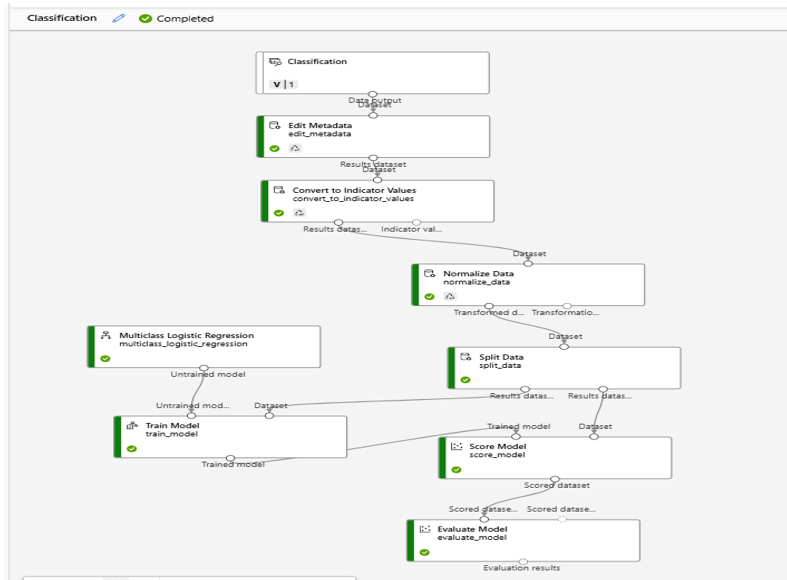 Classification Completed
Classification
V | 1
Data output
Dataset
Edit Metadata
edit_metadata
Results dataset
Dataset
Convert to Indicator Values
convert_to_indicator_values
Results datas... Indicator val...
Dataset
Normalize Data
normalize_data
Transformed d... Transformatio...
Multiclass Logistic Regression
multiclass_logistic_regression
Untrained model
Dataset
Split Data
split_data
Results datas... Results datas...
Untrained mod... Dataset
Train Model
train_model
Trained model
Trained model Dataset
Score Model
score_model
Scored dataset
Scored datase... Scored datase...
Evaluate Model
evaluate_model
Evaluation results